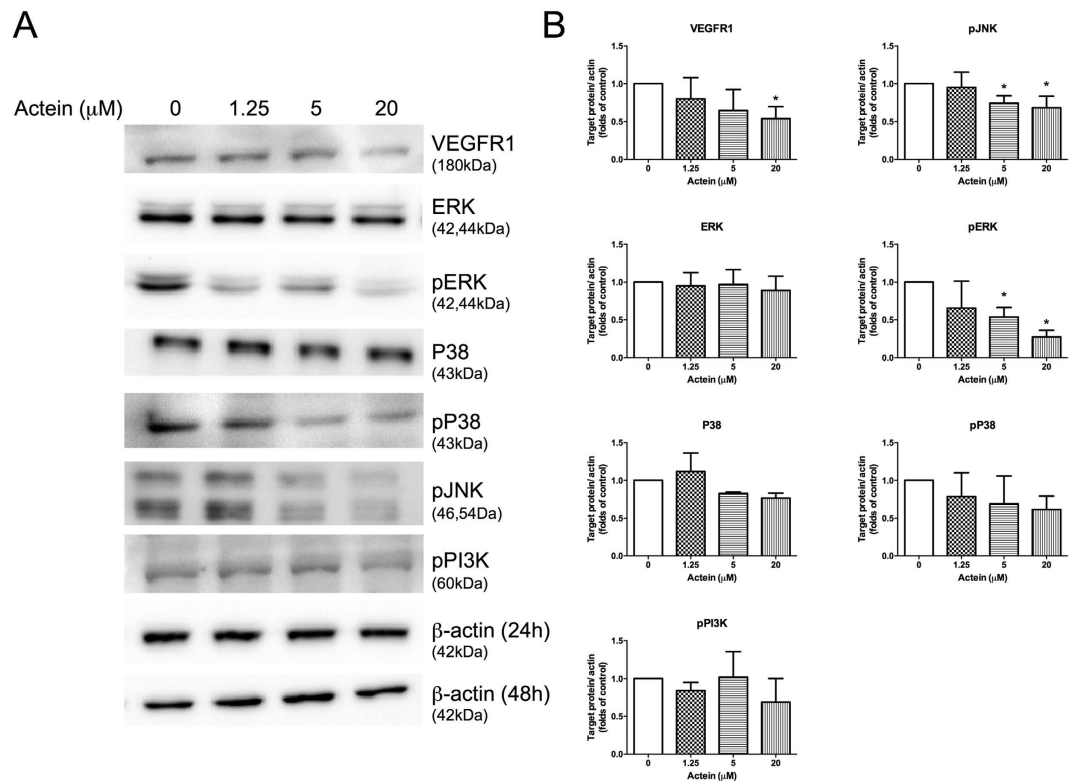 A
Actein (μM) 0 1.25 5 20
VEGFR1
(180kDa)
ERK
(42,44kDa)
pERK
(42,44kDa)
P38
(43kDa)
pP38
(43kDa)
pJNK
(46,54Da)
pPI3K
(60kDa)
β-actin (24h)
(42kDa)
β-actin (48h)
(42kDa)
B
VEGFR1
Target protein/ actin
(folds of control)
1.5
1.0
0.5
0.0
*
0 1.25 5 20
Actein (μM)
pJNK
Target protein/ actin
(folds of control)
1.5
1.0
0.5
0.0
* *
0 1.25 5 20
Actein (μM)
ERK
Target protein/ actin
(folds of control)
1.5
1.0
0.5
0.0
0 1.25 5 20
Actein (μM)
pERK
Target protein/ actin
(folds of control)
1.5
1.0
0.5
0.0
* *
0 1.25 5 20
Actein (μM)
P38
Target protein/ actin
(folds of control)
1.5
1.0
0.5
0.0
0 1.25 5 20
Actein (μM)
pP38
Target protein/ actin
(folds of control)
1.5
1.0
0.5
0.0
0 1.25 5 20
Actein (μM)
pPI3K
Target protein/ actin
(folds of control)
1.5
1.0
0.5
0.0
0 1.25 5 20
Actein (μM)